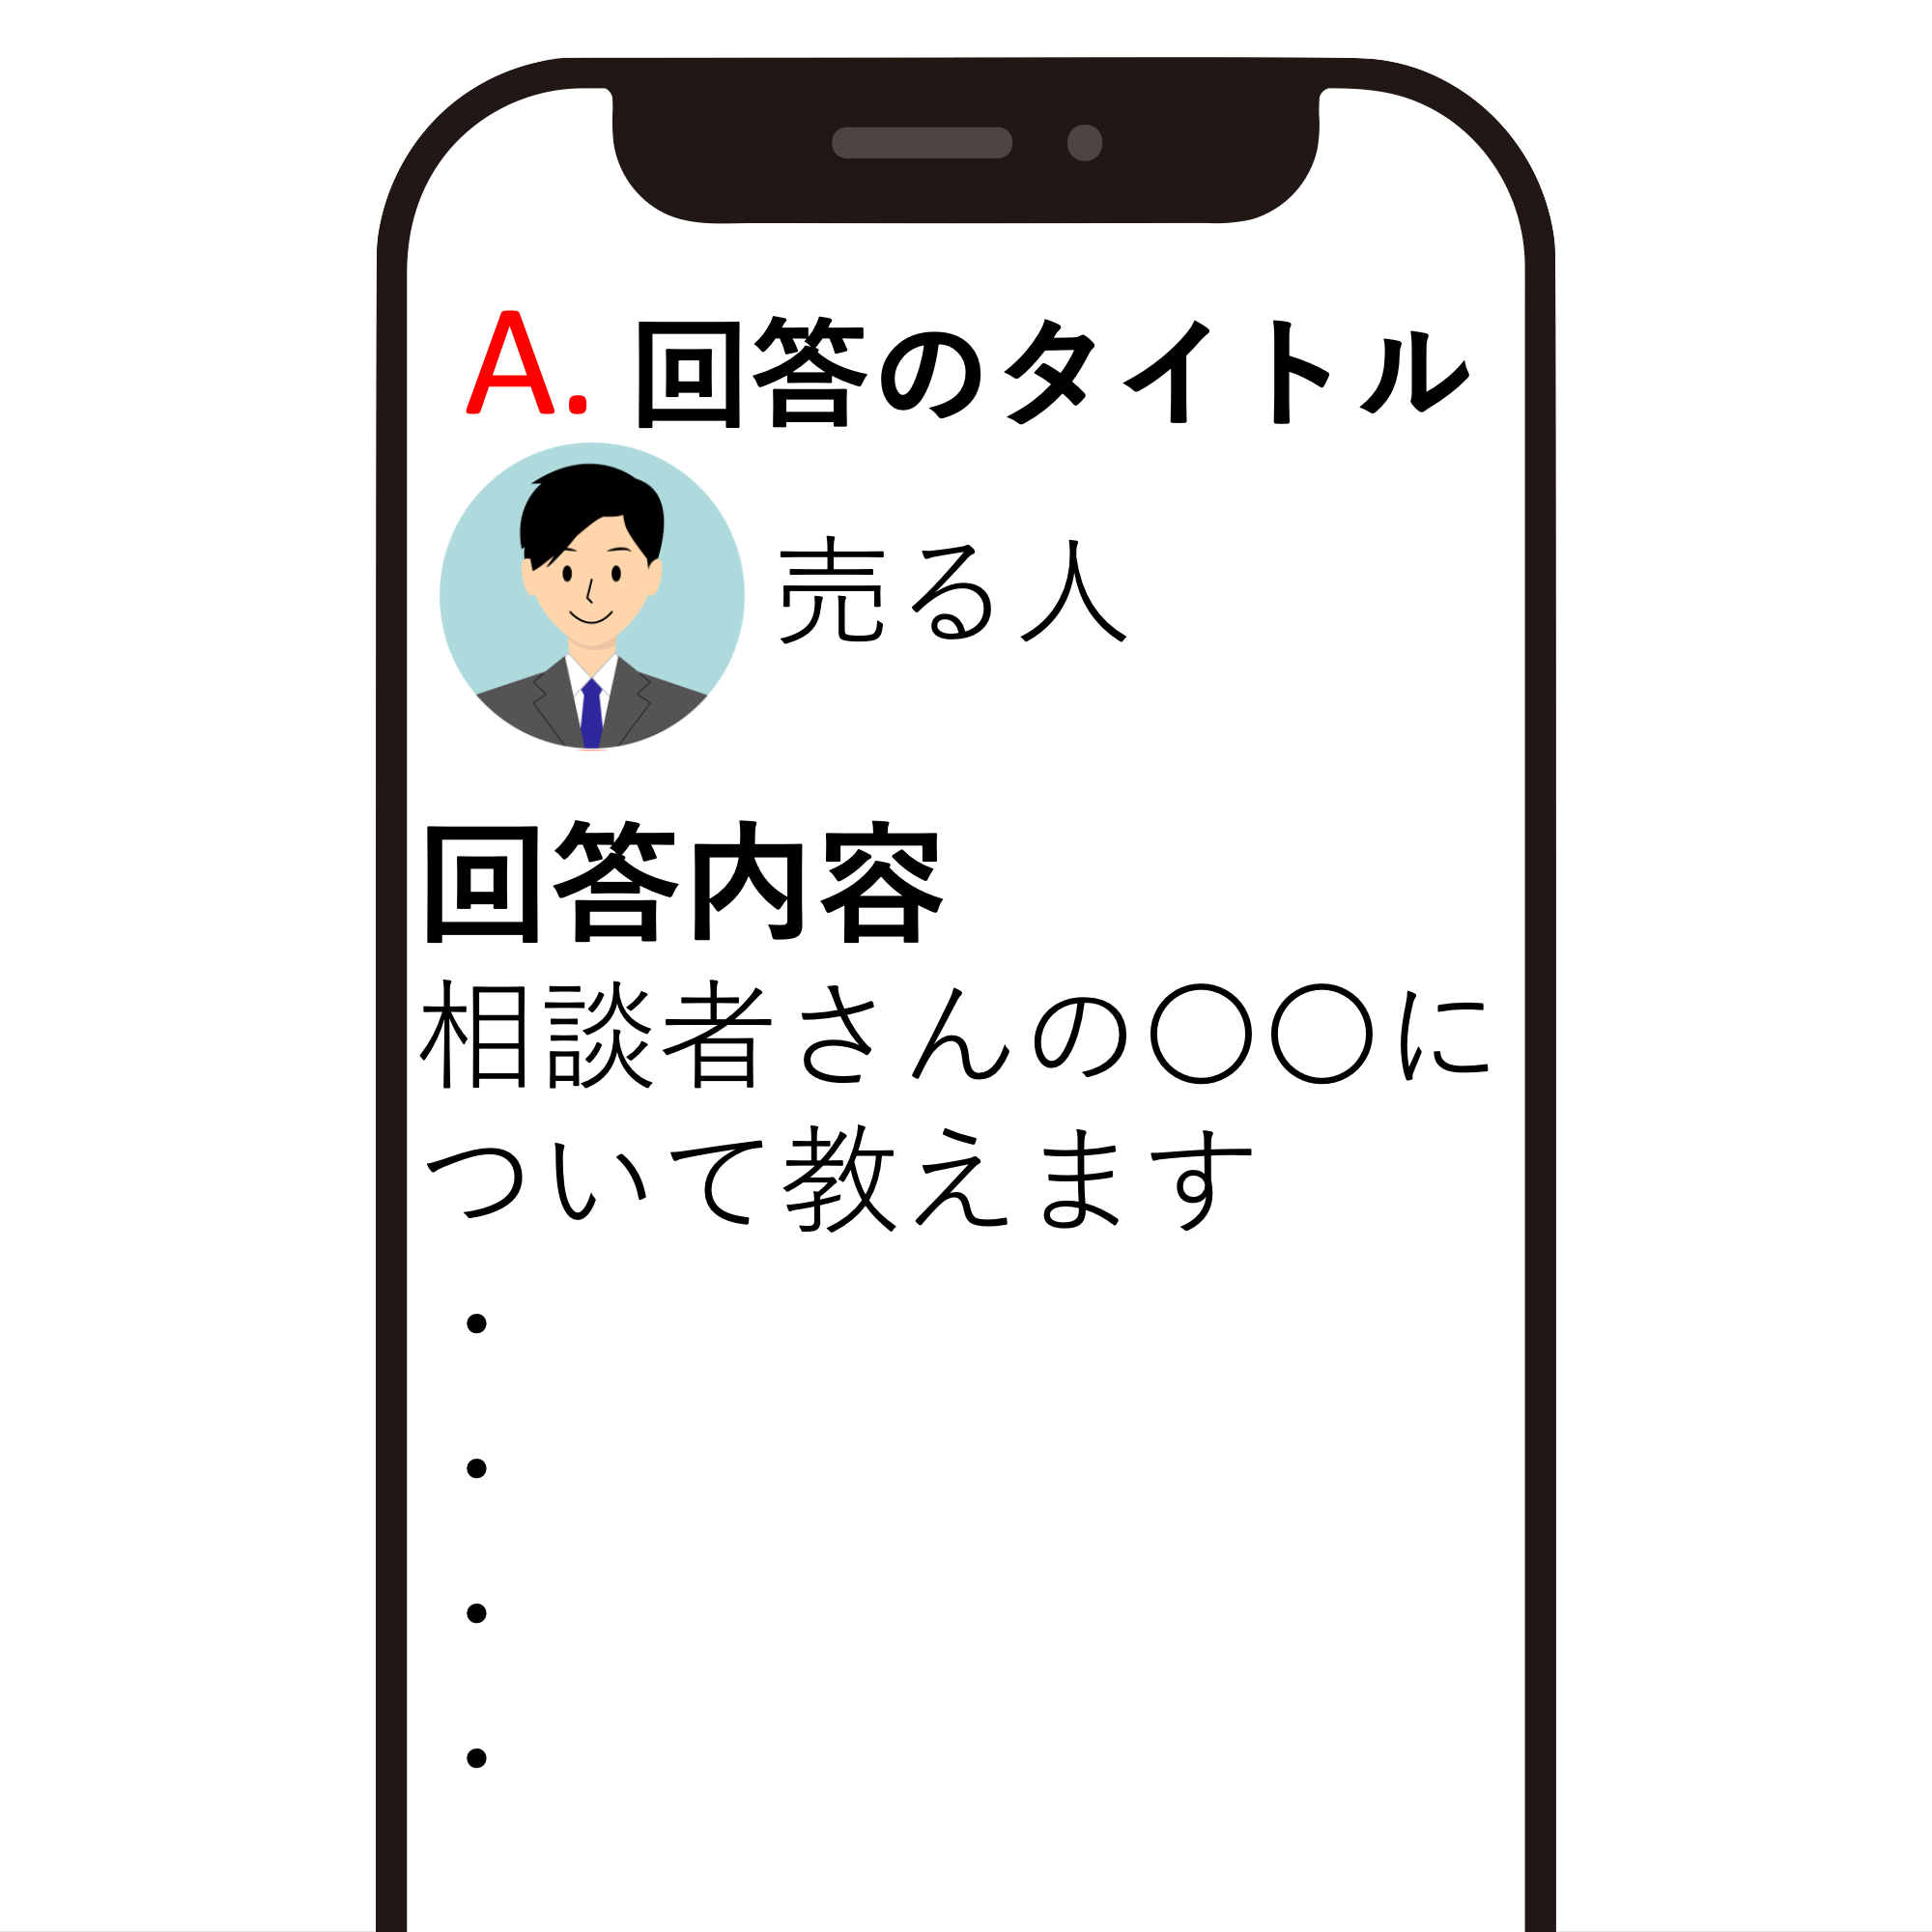 A. 回答のタイトル
売る人
回答内容
相談者さんの〇〇に
ついて教えます
・
・
・
・